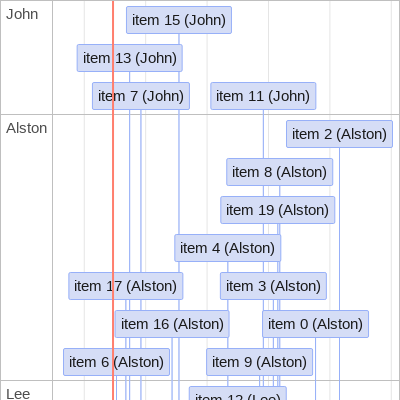 John
item 15 (John)
item 13 (John)
item 7 (John)
item 11 (John)
Alston
item 2 (Alston)
item 8 (Alston)
item 19 (Alston)
item 4 (Alston)
item 17 (Alston)
item 3 (Alston)
item 16 (Alston)
item 0 (Alston)
item 6 (Alston)
item 9 (Alston)
Lee
item 12 (Lee)